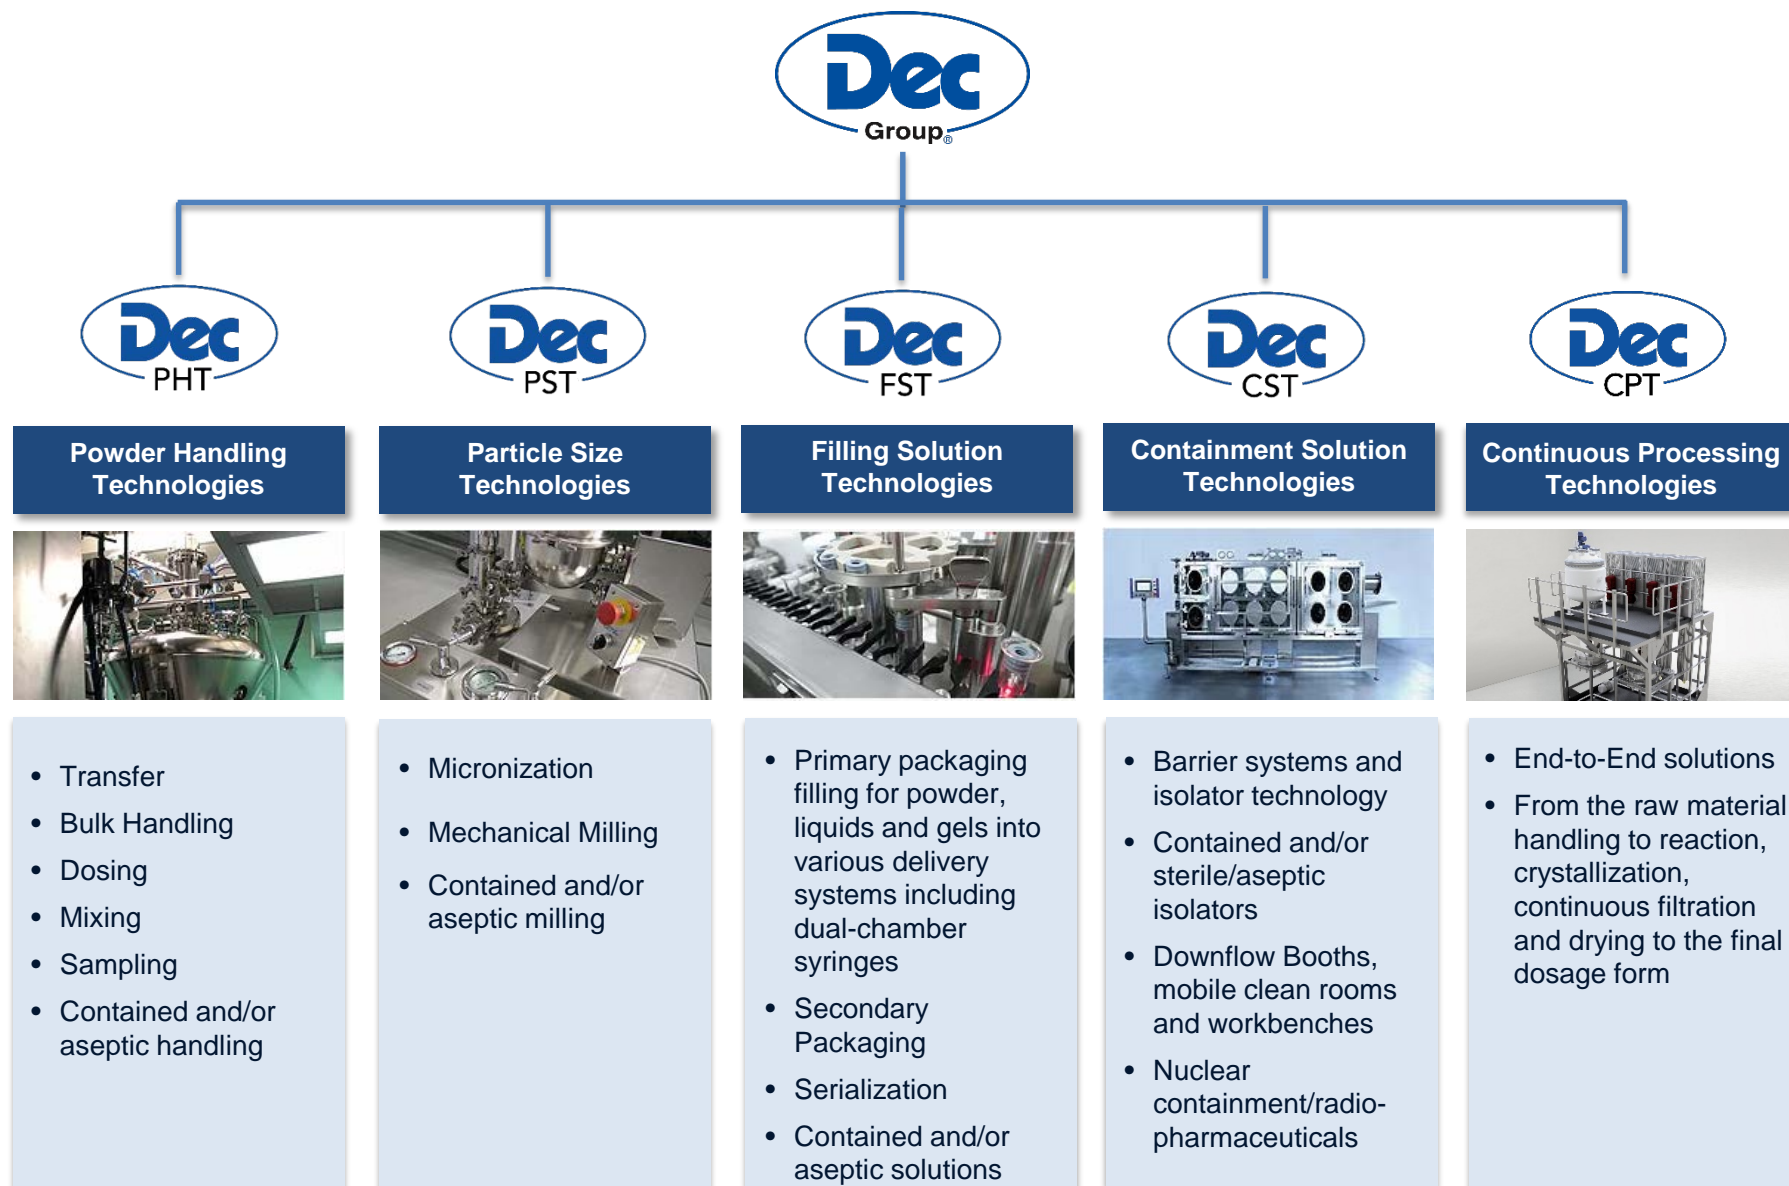 Dec
Group®
Dec
PHT
Dec
PST
Dec
FST
Dec
CST
Dec
CPT
Powder Handling
Technologies
Particle Size
Technologies
Filling Solution
Technologies
Containment Solution
Technologies
Continuous Processing
Technologies
• Transfer
• Bulk Handling
• Dosing
• Mixing
• Sampling
• Contained and/or
aseptic handling
• Micronization
• Mechanical Milling
• Contained and/or
aseptic milling
• Primary packaging
filling for powder,
liquids and gels into
various delivery
systems including
dual-chamber
syringes
• Secondary
Packaging
• Serialization
• Contained and/or
aseptic solutions
• Barrier systems and
isolator technology
• Contained and/or
sterile/aseptic
isolators
• Downflow Booths,
mobile clean rooms
and workbenches
• Nuclear
containment/radio-
pharmaceuticals
• End-to-End solutions
• From the raw material
handling to reaction,
crystallization,
continuous filtration
and drying to the final
dosage form